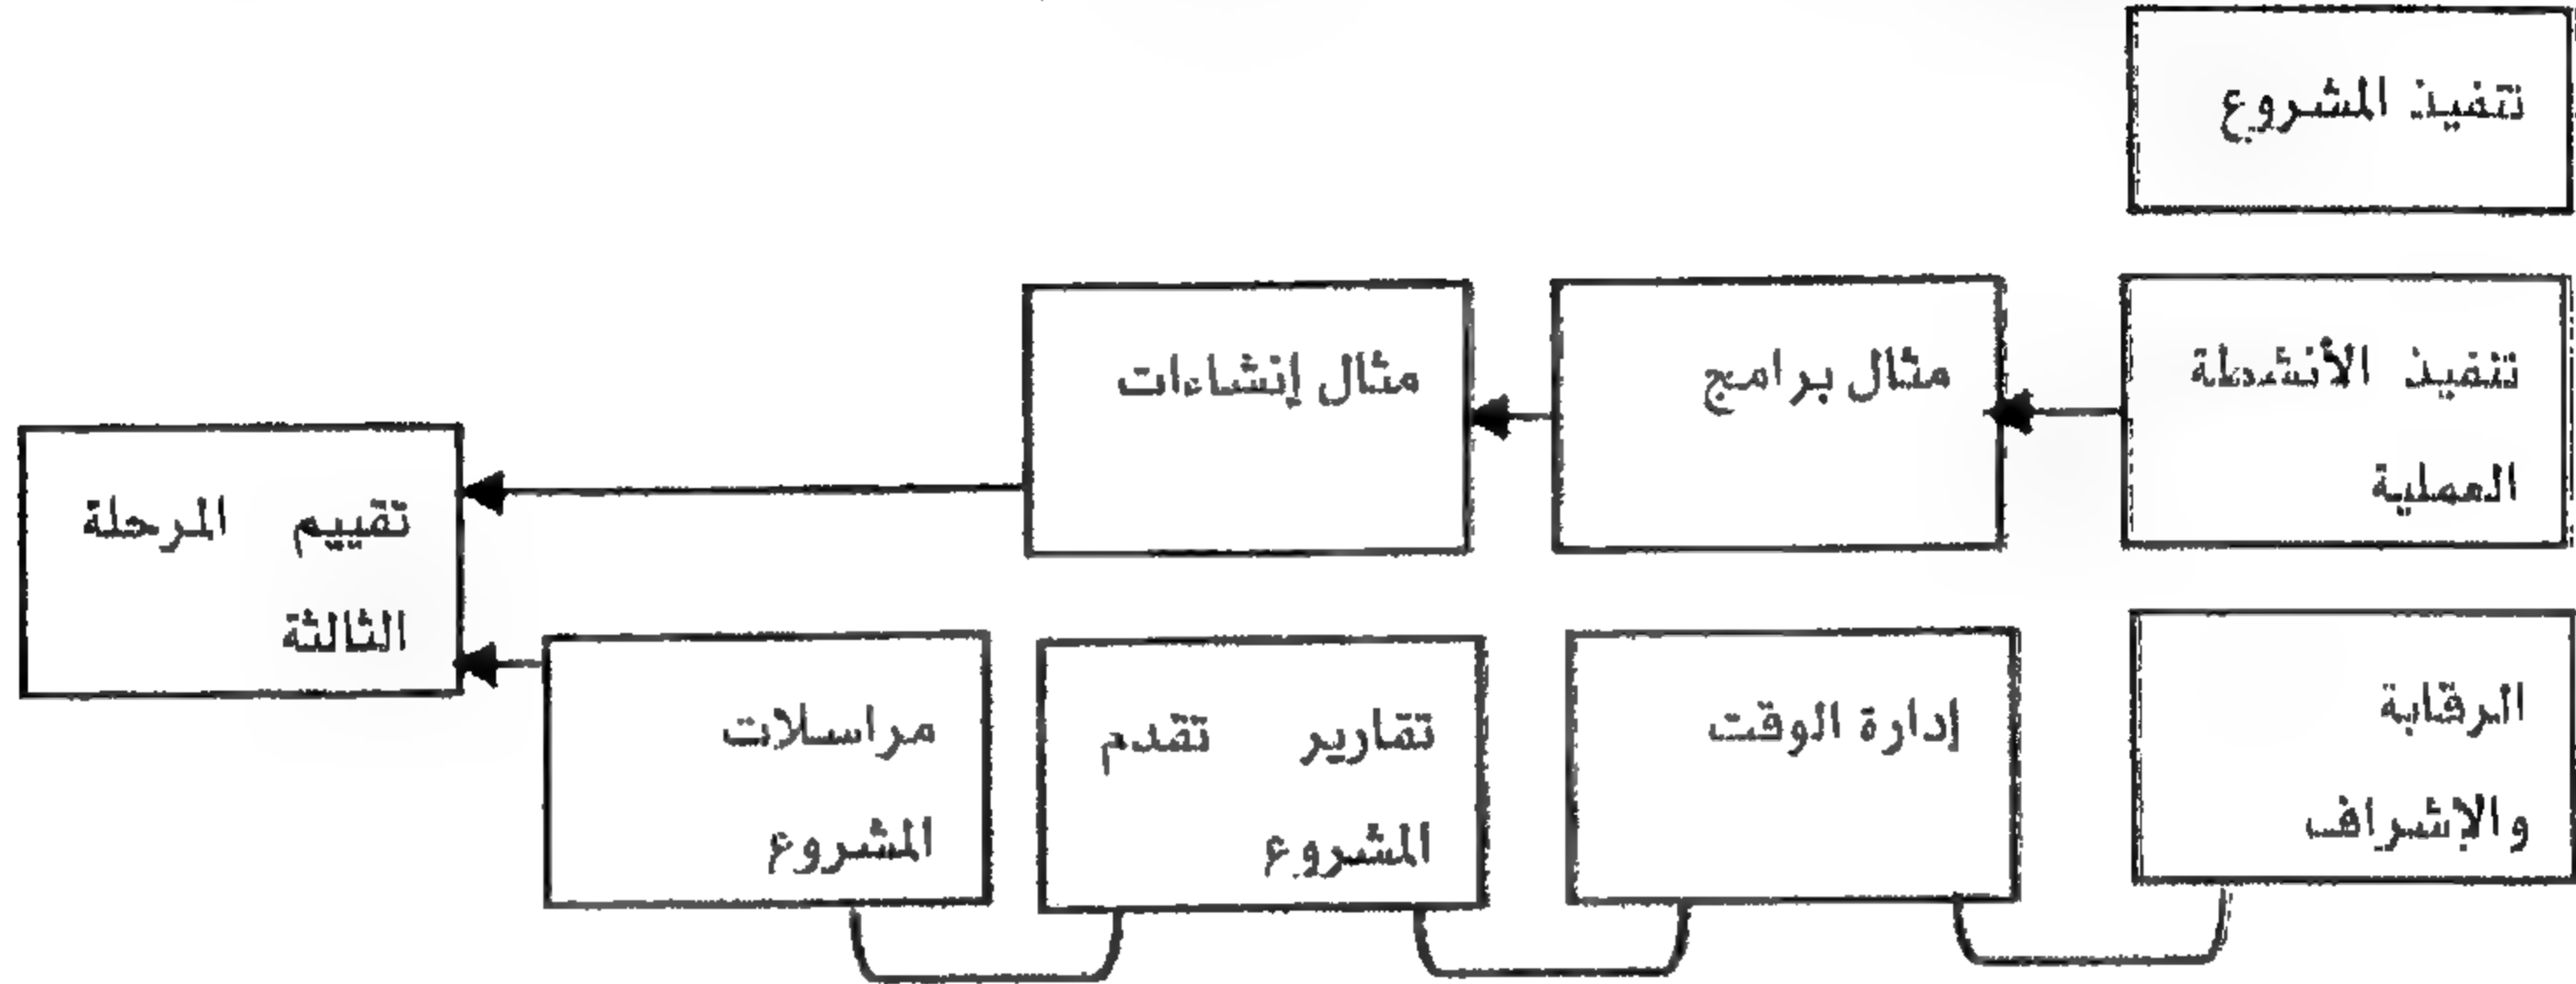 تنفيذ المشروع
تنفيذ الأنشطة
العملية
مثال برامج
مثال إنشاءات
تقييم المرحلة
الثالثة
الرقابة
والإشراف
إدارة الوقت
تقارير تقدم
المشروع
مراسلات
المشروع